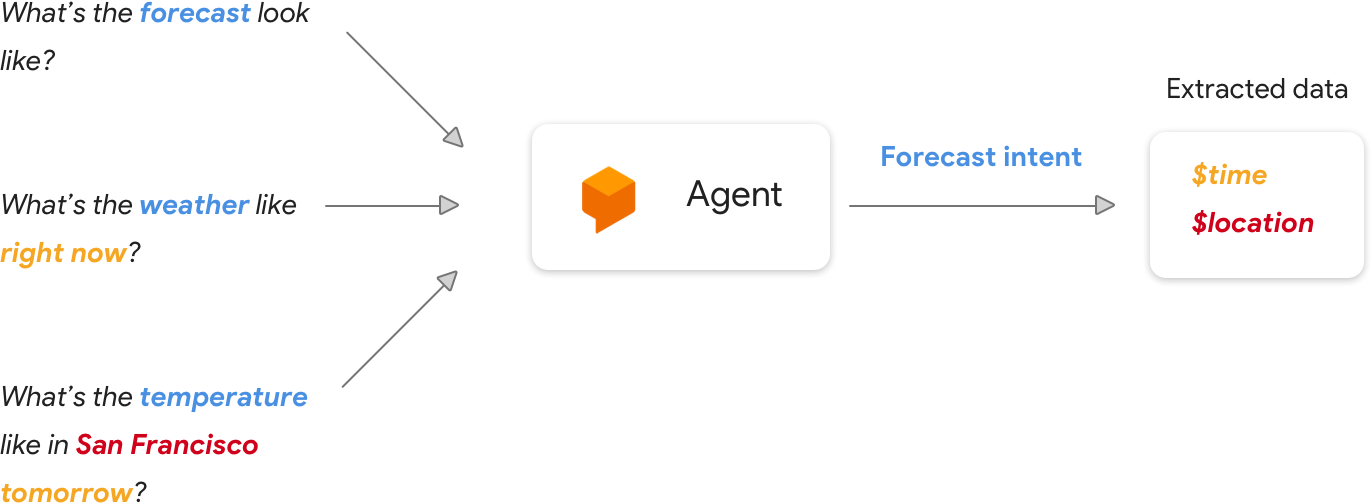 What's the forecast look
like?
What's the weather like
right now?
What's the temperature
like in San Francisco
tomorrow?
Agent
Forecast intent
Extracted data
$time
$location